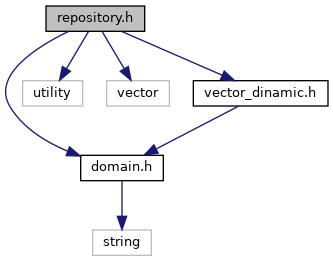 repository.h
utility
vector
vector_dinamic.h
domain.h
string